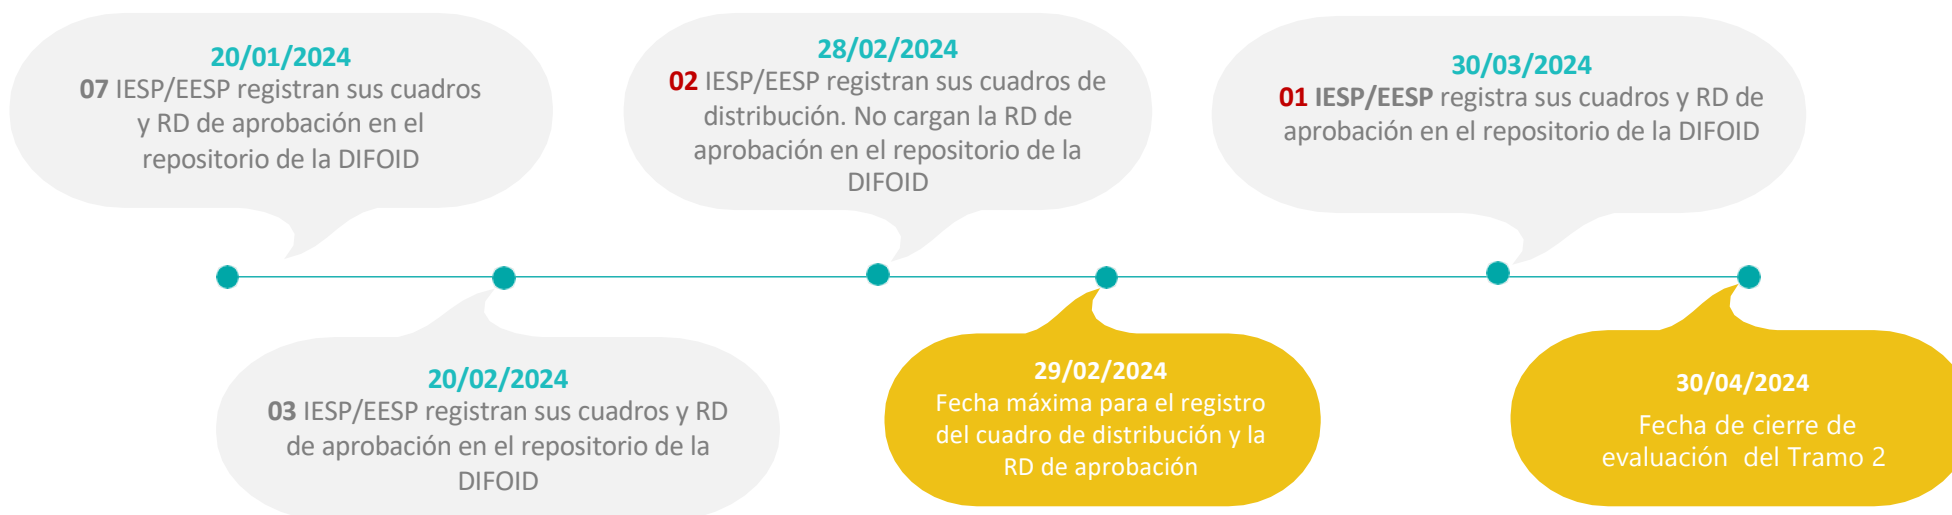 20/01/2024
07 IESP/EESP registran sus cuadros
y RD de aprobación en el
repositorio de la DIFOID
28/02/2024
02 IESP/EESP registran sus cuadros de
distribución. No cargan la RD de
aprobación en el repositorio de la
DIFOID
30/03/2024
01 IESP/EESP registra sus cuadros y RD de
aprobación en el repositorio de la DIFOID
20/02/2024
03 IESP/EESP registran sus cuadros y RD
de aprobación en el repositorio de la
DIFOID
29/02/2024
Fecha máxima para el registro
del cuadro de distribución y la
RD de aprobación
30/04/2024
Fecha de cierre de
evaluación del Tramo 2